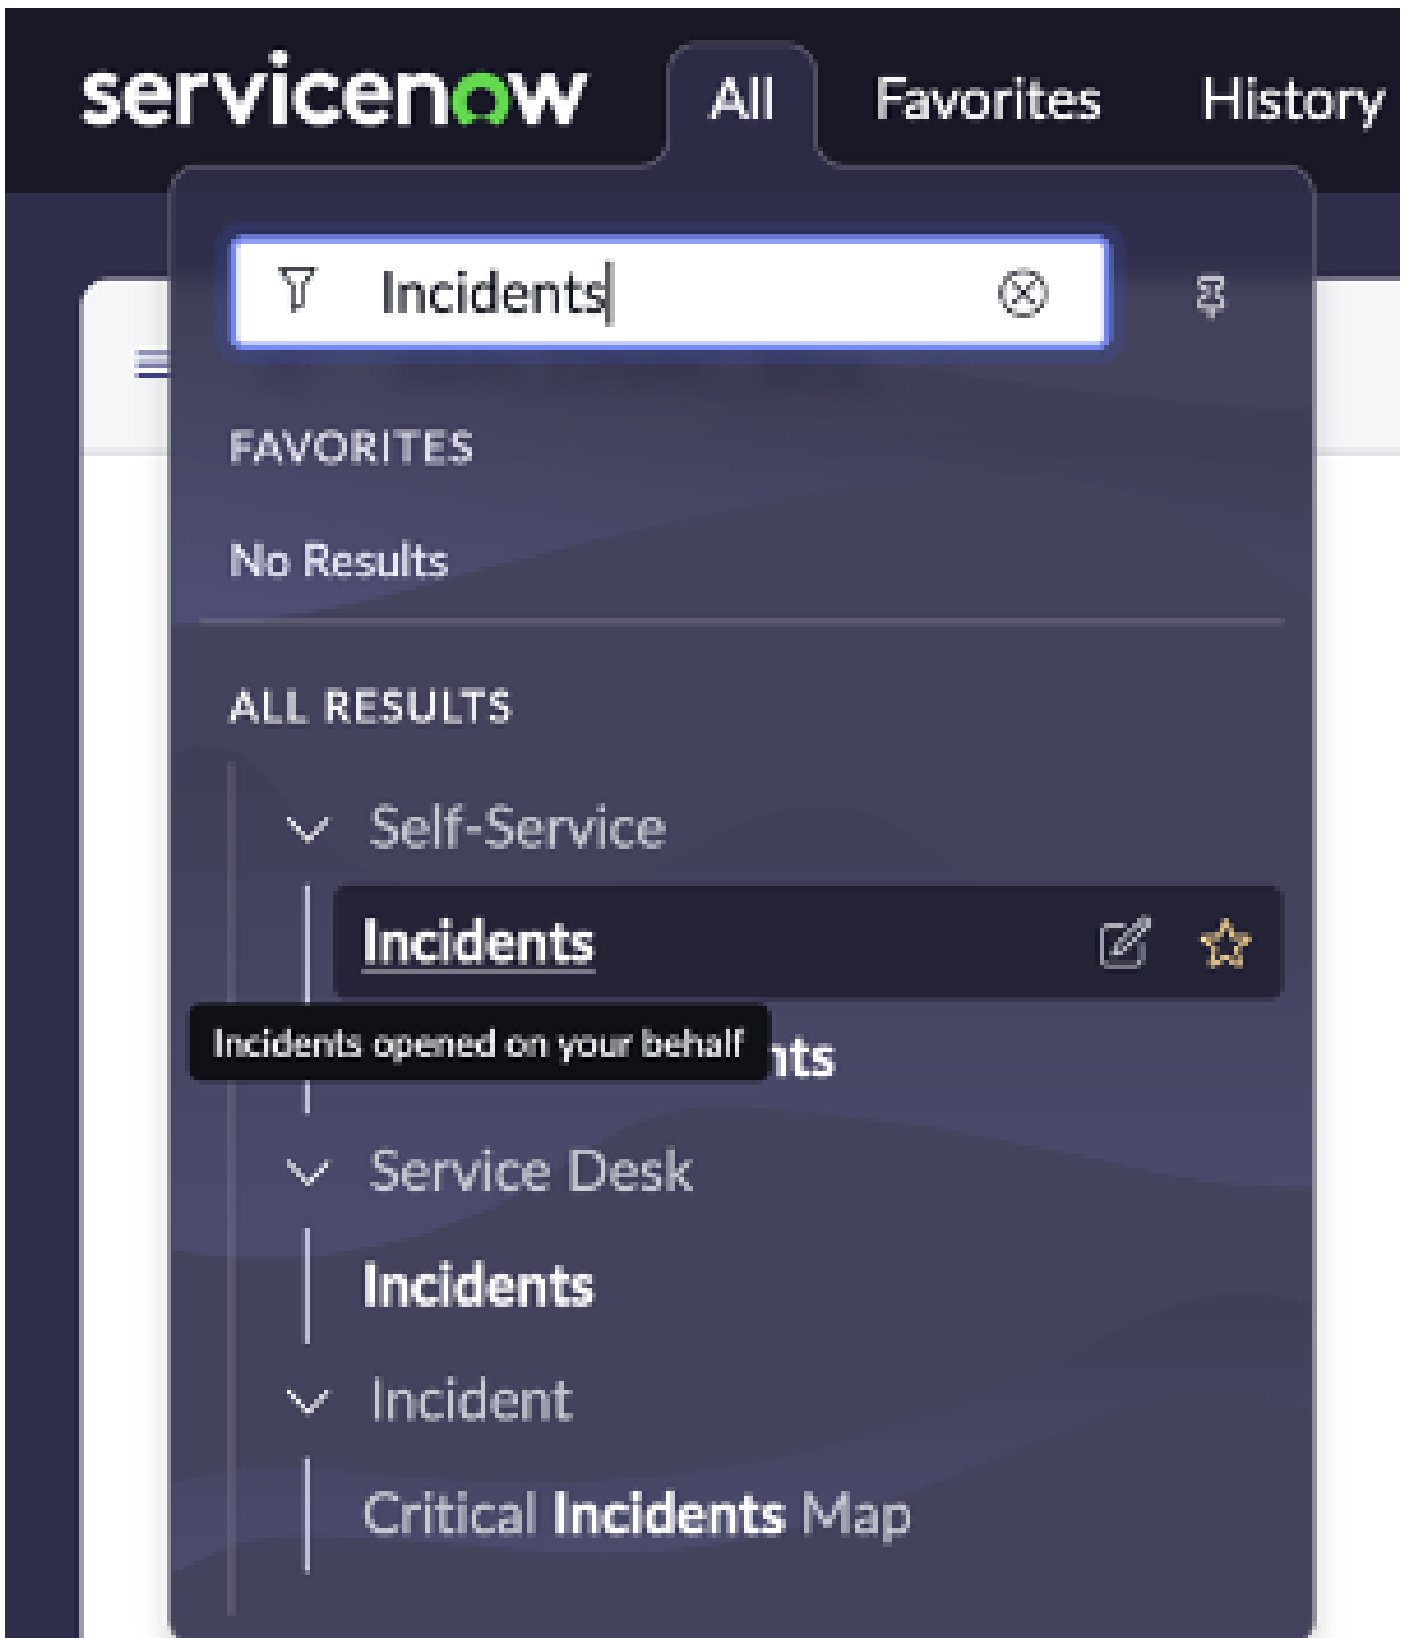 servicenow All Favorites History
Incidents
FAVORITES
No Results
ALL RESULTS
Self-Service
Incidents
Incidents opened on your behalf
Service Desk
Incidents
Incident
Critical Incidents Map